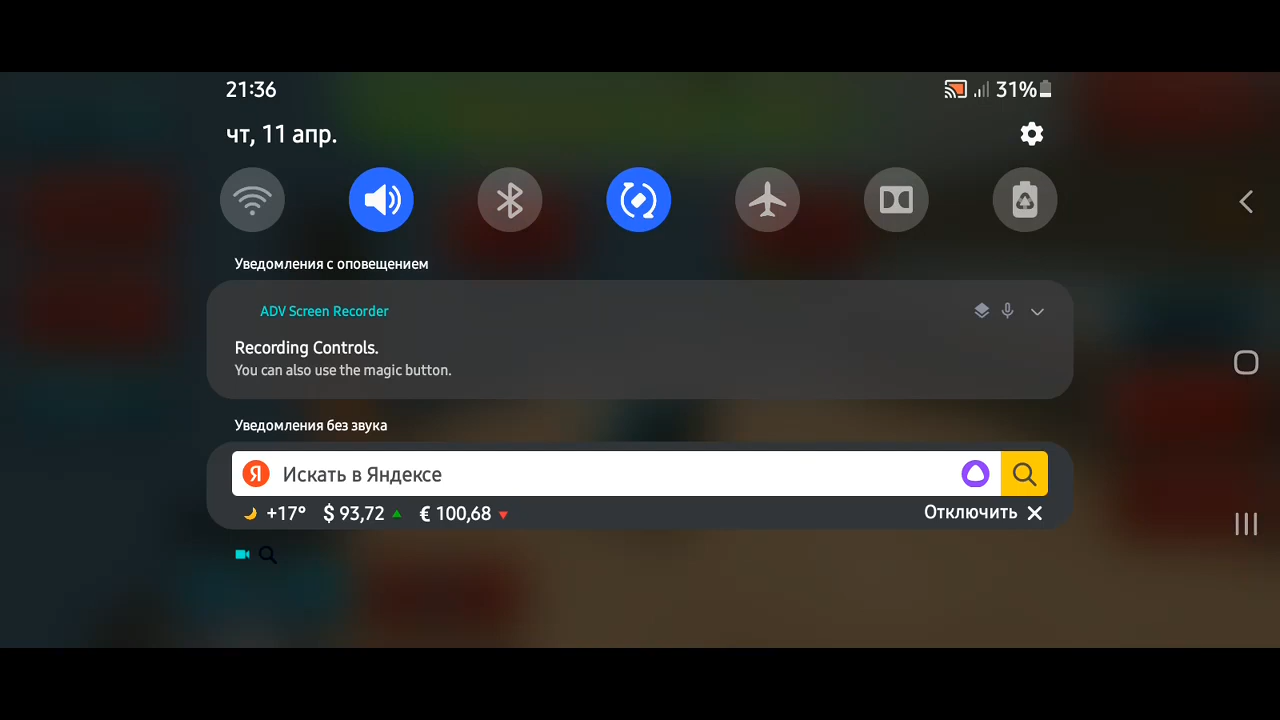 21:36
31%
чт, 11 апр.
Уведомления с оповещением
ADV Screen Recorder
Recording Controls.
You can also use the magic button.
Уведомления без звука
Я Искать в Яндексе
+17° $ 93,72 ▲ € 100,68 ▼ Отключить ✕